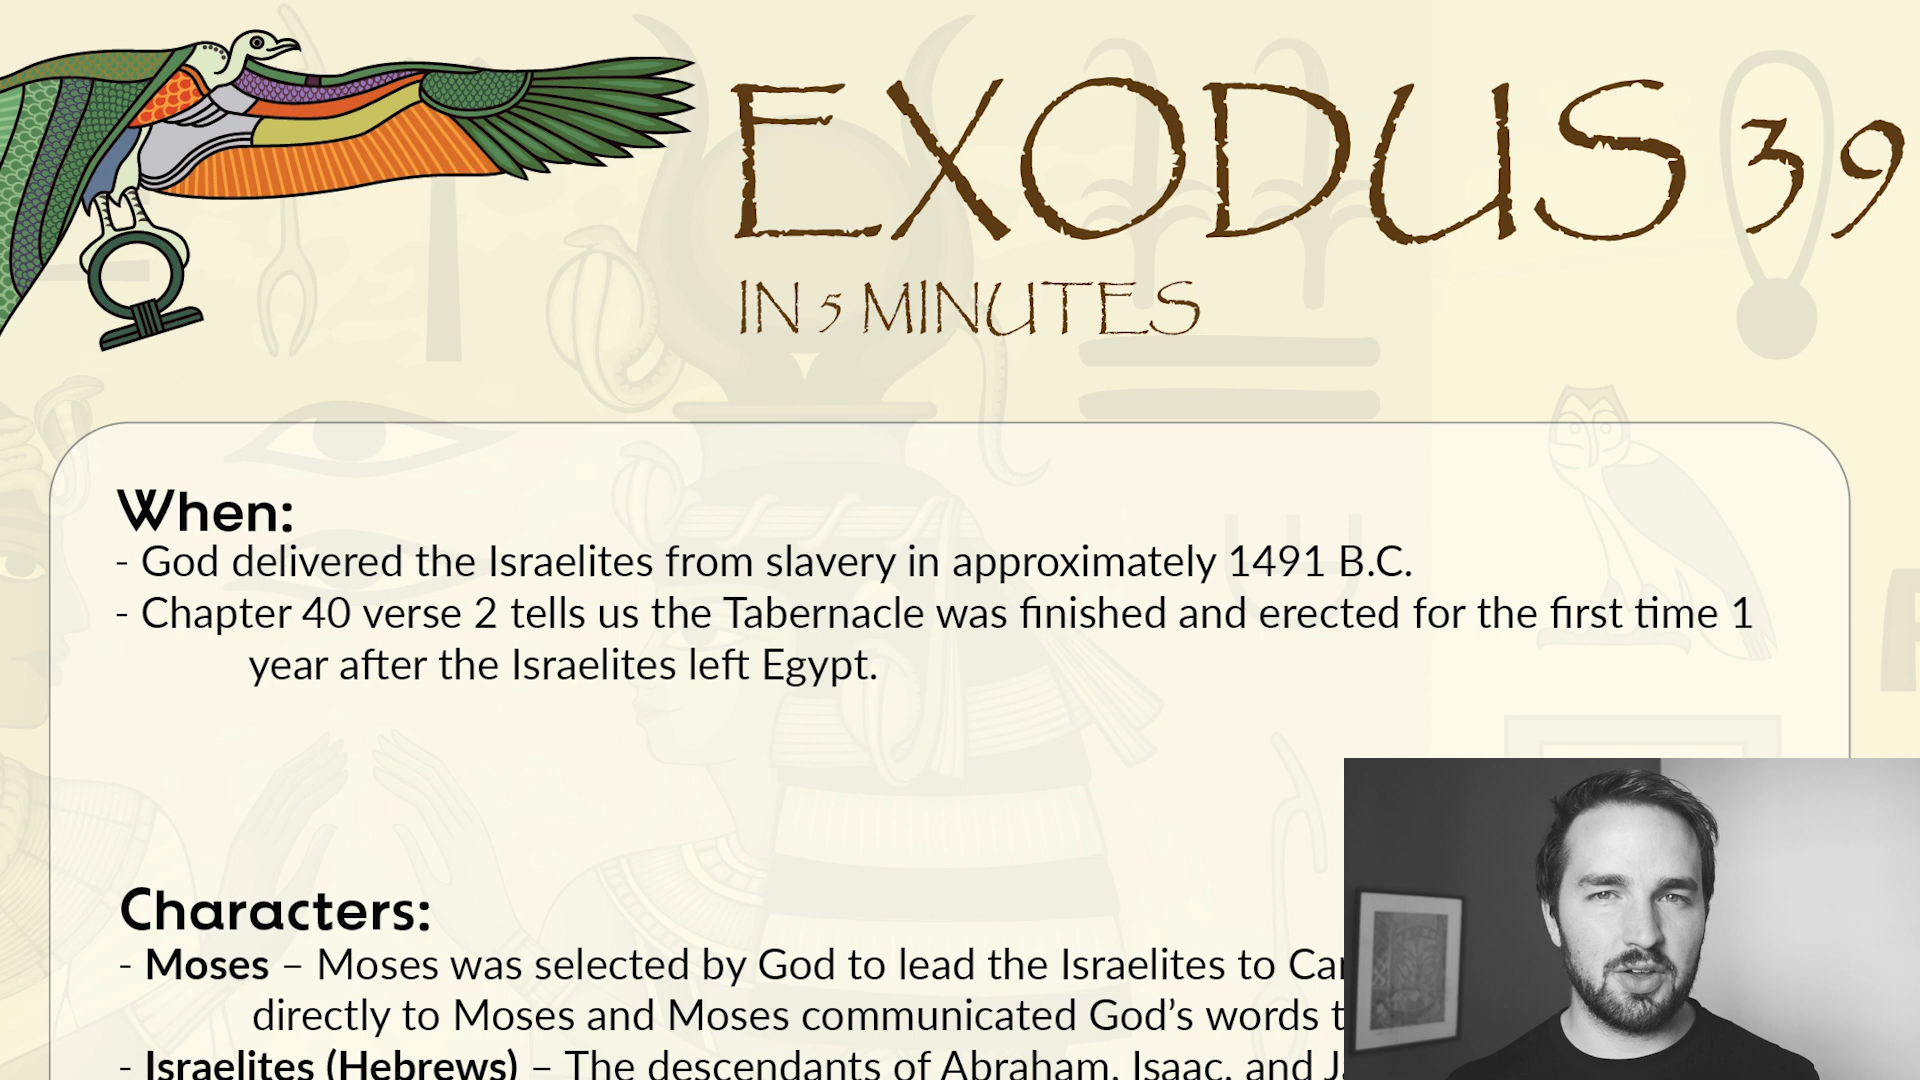 EXODUS 39
IN 5 MINUTES
When:
- God delivered the Israelites from slavery in approximately 1491 B.C.
- Chapter 40 verse 2 tells us the Tabernacle was finished and erected for the first time 1
year after the Israelites left Egypt.
Characters:
- Moses – Moses was selected by God to lead the Israelites to
directly to Moses and Moses communicated God's words
- Israelites (Hebrews) – The descendants of Abraham, Isaac, and